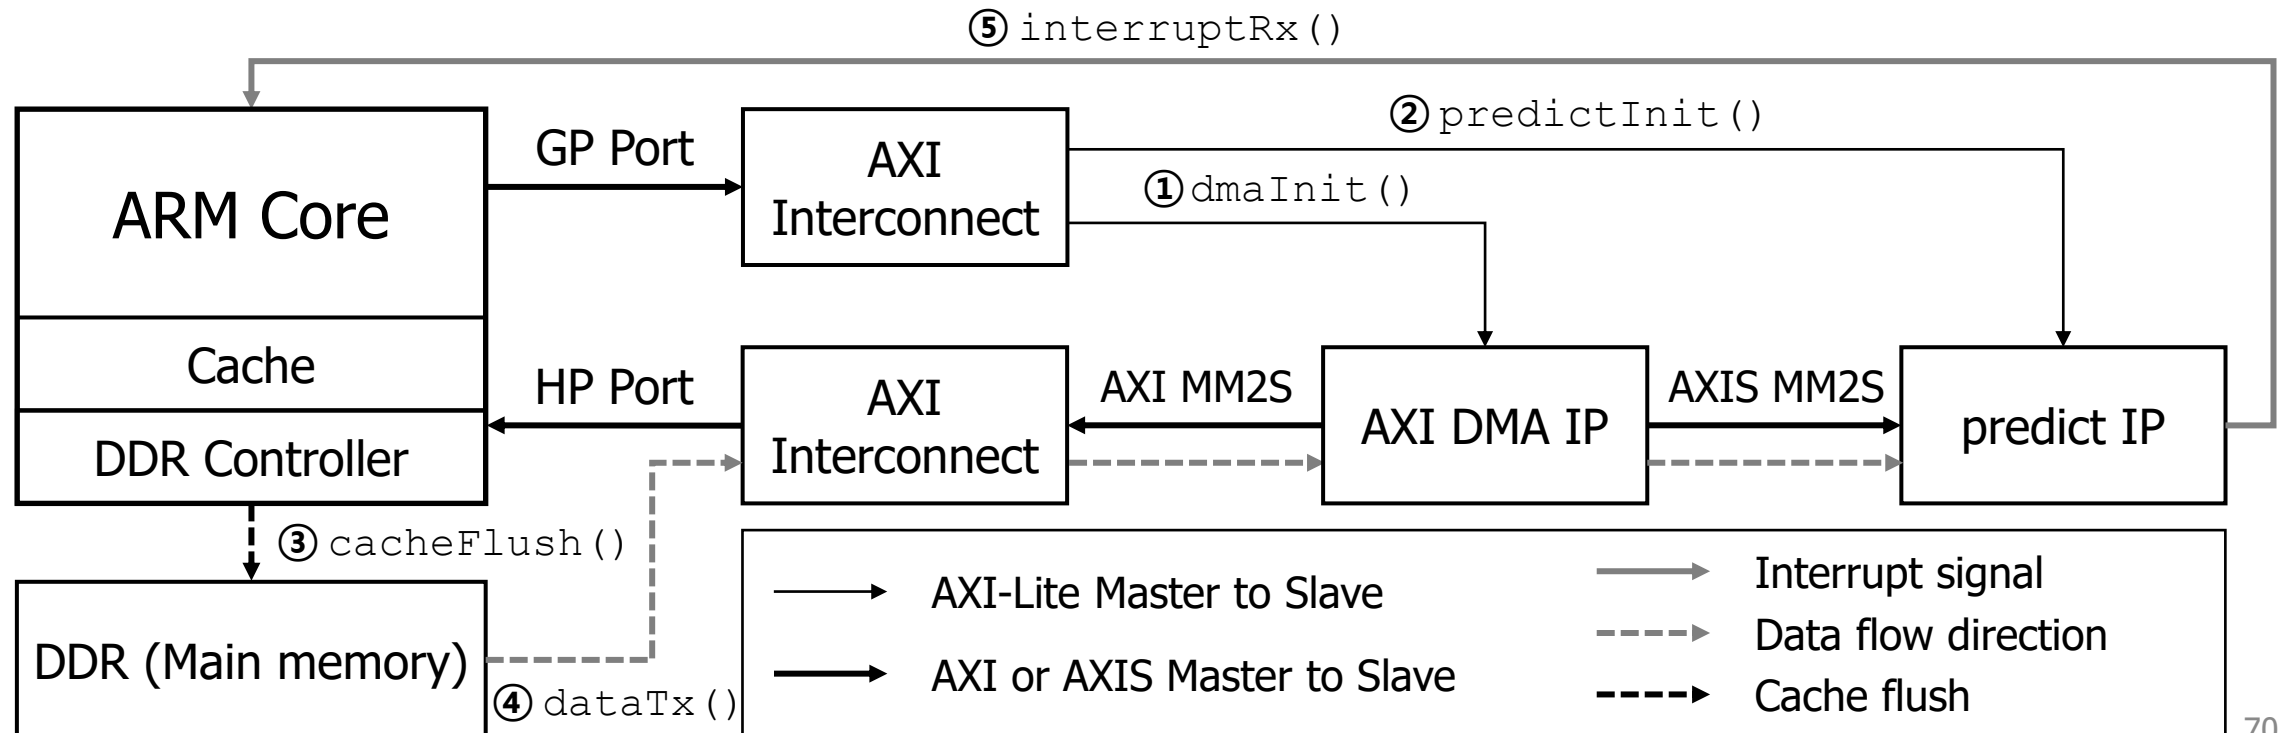 ⑤ interruptRx()
② predictInit()
GP Port
AXI
Interconnect
① dmaInit()
ARM Core
Cache
DDR Controller
HP Port
AXI
Interconnect
AXI MM2S
AXI DMA IP
AXIS MM2S
predict IP
③ cacheFlush()
DDR (Main memory)
④ dataTx()
AXI-Lite Master to Slave
AXI or AXIS Master to Slave
Interrupt signal
Data flow direction
Cache flush
70